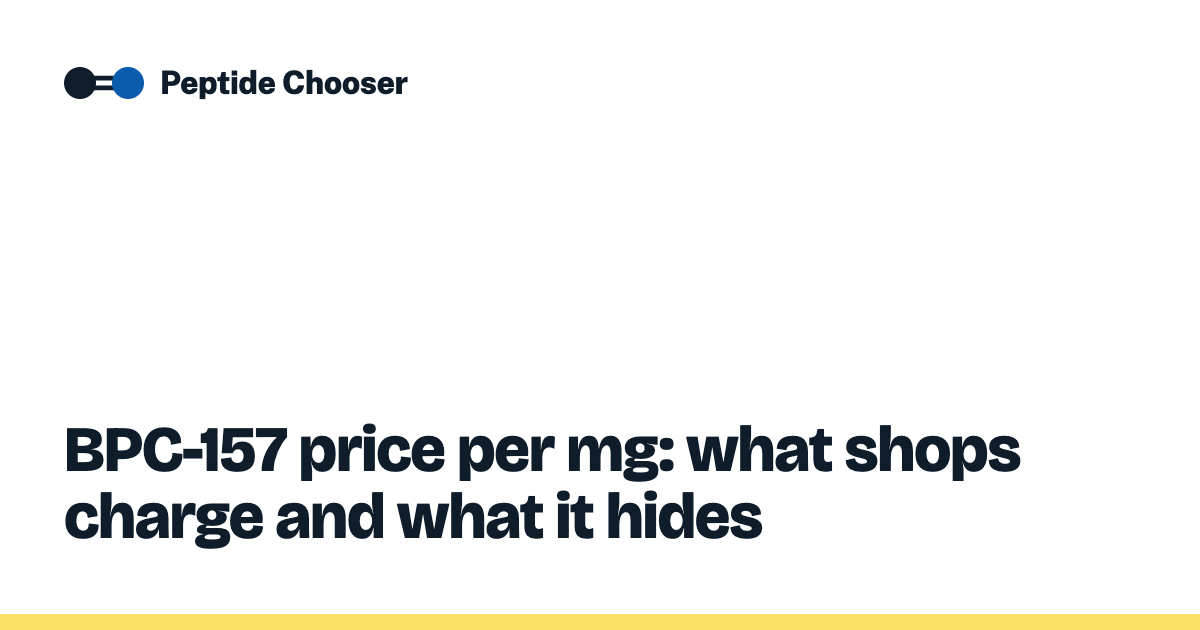 Peptide Chooser
BPC-157 price per mg: what shops
charge and what it hides